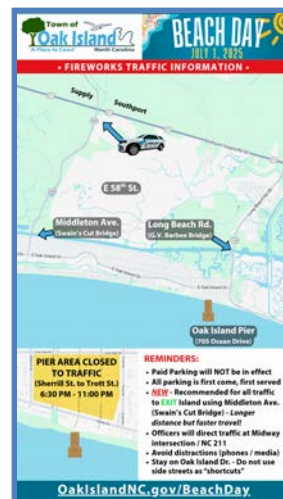 Town of
Oak Island
"A Place to Coast" North Carolina
BEACH DAY
JULY 1, 2025
• FIREWORKS TRAFFIC INFORMATION •
Supply
Southport
E 58th St.
Middleton Ave.
(Swain's Cut Bridge)
Long Beach Rd.
(G.V. Barbee Bridge)
E Oak Island Dr
E Oak Island Dr
Oak Island Pier
(705 Ocean Drive)
PIER AREA CLOSED
TO TRAFFIC
(Sherrill St. to Trott St.)
6:30 PM - 11:00 PM
REMINDERS:
• Paid Parking will NOT be in effect
• All parking is first come, first served
• NEW - Recommended for all traffic
to EXIT Island using Middleton Ave.
(Swain's Cut Bridge) - Longer
distance but faster travel!
• Officers will direct traffic at Midway
intersection / NC 211
• Avoid distractions (phones / media)
• Stay on Oak Island Dr. - Do not use
side streets as "shortcuts"
OakIslandNC.gov/BeachDay